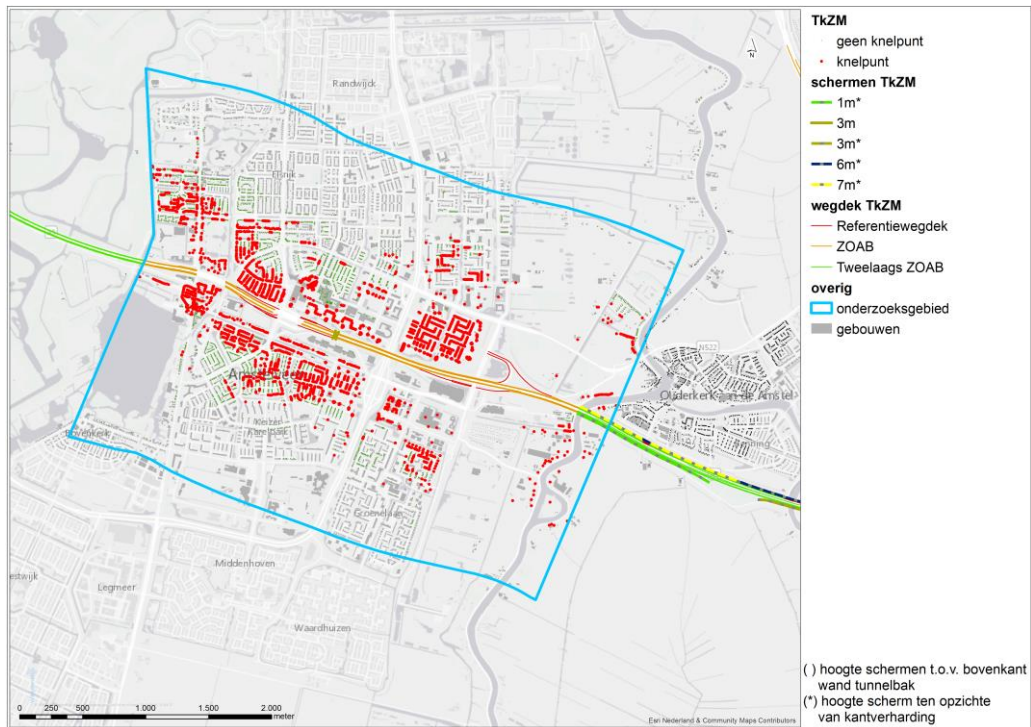 Randwijck
Elsrijk
N522
Ouderkerk aan de Amstel
Bovenkerk
Keizer
Karelpark
Groenelaan
Middenhoven
estwijk
Legmeer
Waardhuizen
0 250 500 1.000 1.500 2.000
meter
Esri Nederland & Community Maps Contributors
TkZM
geen knelpunt
knelpunt
schermen TkZM
1m*
3m
3m*
6m*
7m*
wegdek TkZM
Referentiewegdek
ZOAB
Tweelaags ZOAB
overig
onderzoeksgebied
gebouwen
( ) hoogte schermen t.o.v. bovenkant
wand tunnelbak
(*) hoogte scherm ten opzichte
van kantverharding